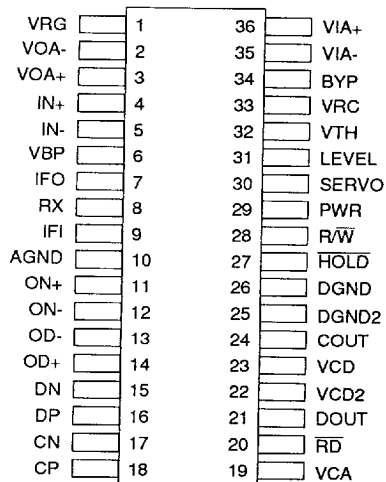 VRG 1 36 VIA+
VOA- 2 35 VIA-
VOA+ 3 34 BYP
IN+ 4 33 VRC
IN- 5 32 VTH
VBP 6 31 LEVEL
IFO 7 30 SERVO
RX 8 29 PWR
IFI 9 28 R/W̅
AGND 10 27 H̅O̅L̅D̅
ON+ 11 26 DGND
ON- 12 25 DGND2
OD- 13 24 COUT
OD+ 14 23 VCD
DN 15 22 VCD2
DP 16 21 DOUT
CN 17 20 R̅D̅
CP 18 19 VCA